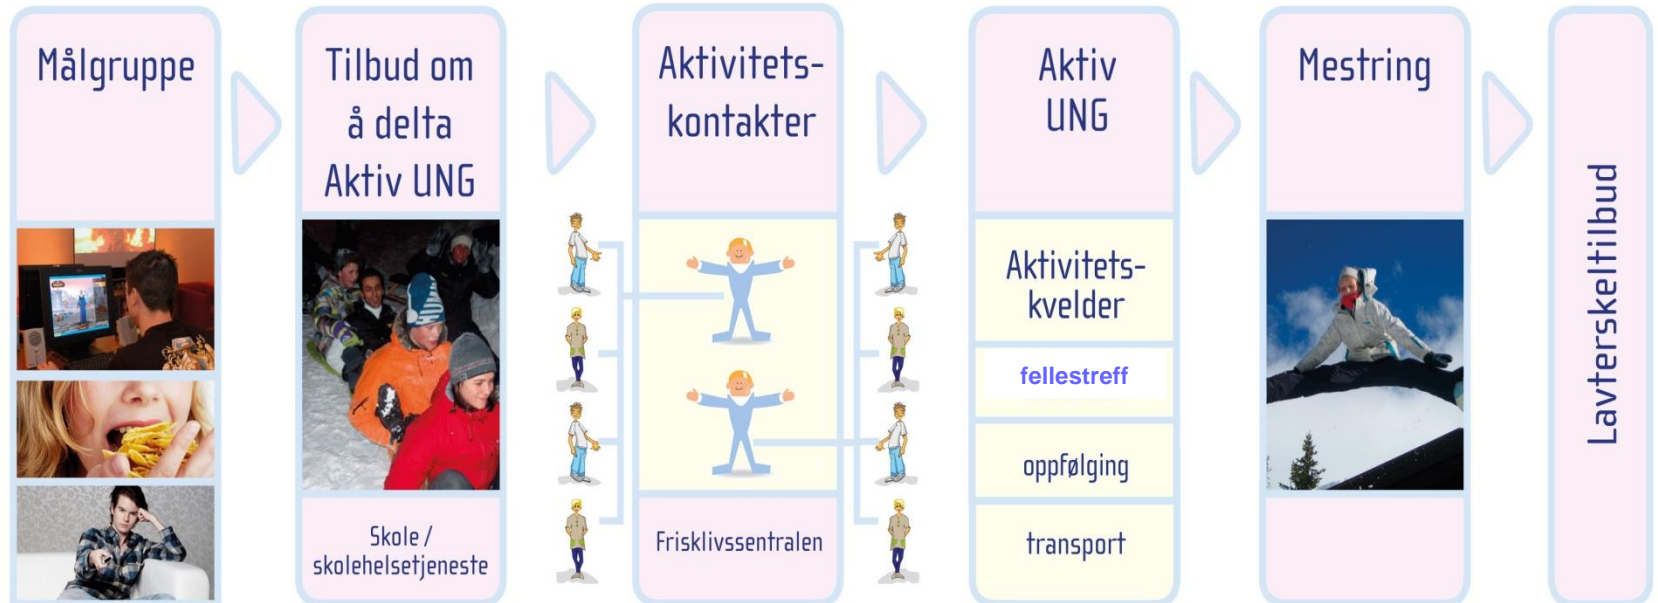 Målgruppe
Tilbud om
å delta
Aktiv UNG
Skole /
skolehelsetjeneste
Aktivitets-
kontakter
Frisklivssentralen
Aktiv
UNG
Aktivitets-
kvelder
fellestreff
oppfølging
transport
Mestring
Lavterskeltilbud